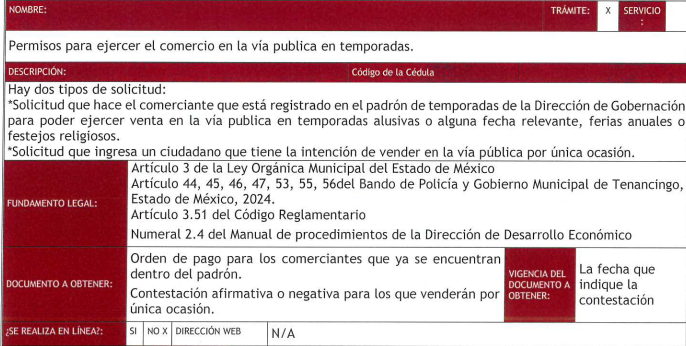 NOMBRE: TRÁMITE: X SERVICIO :
Permisos para ejercer el comercio en la vía publica en temporadas.
DESCRIPCIÓN: Código de la Cédula
Hay dos tipos de solicitud:
*Solicitud que hace el comerciante que está registrado en el padrón de temporadas de la Dirección de Gobernación
para poder ejercer venta en la vía publica en temporadas alusivas o alguna fecha relevante, ferias anuales o
festejos religiosos.
*Solicitud que ingresa un ciudadano que tiene la intención de vender en la vía pública por única ocasión.
FUNDAMENTO LEGAL:
Artículo 3 de la Ley Orgánica Municipal del Estado de México
Artículo 44, 45, 46, 47, 53, 55, 56del Bando de Policía y Gobierno Municipal de Tenancingo,
Estado de México, 2024.
Artículo 3.51 del Código Reglamentario
Numeral 2.4 del Manual de procedimientos de la Dirección de Desarrollo Económico
DOCUMENTO A OBTENER:
Orden de pago para los comerciantes que ya se encuentran
dentro del padrón.
Contestación afirmativa o negativa para los que venderán por
única ocasión.
VIGENCIA DEL
DOCUMENTO A
OBTENER:
La fecha que
indique la
contestación
¿SE REALIZA EN LÍNEA?: SI NO X DIRECCIÓN WEB N/A